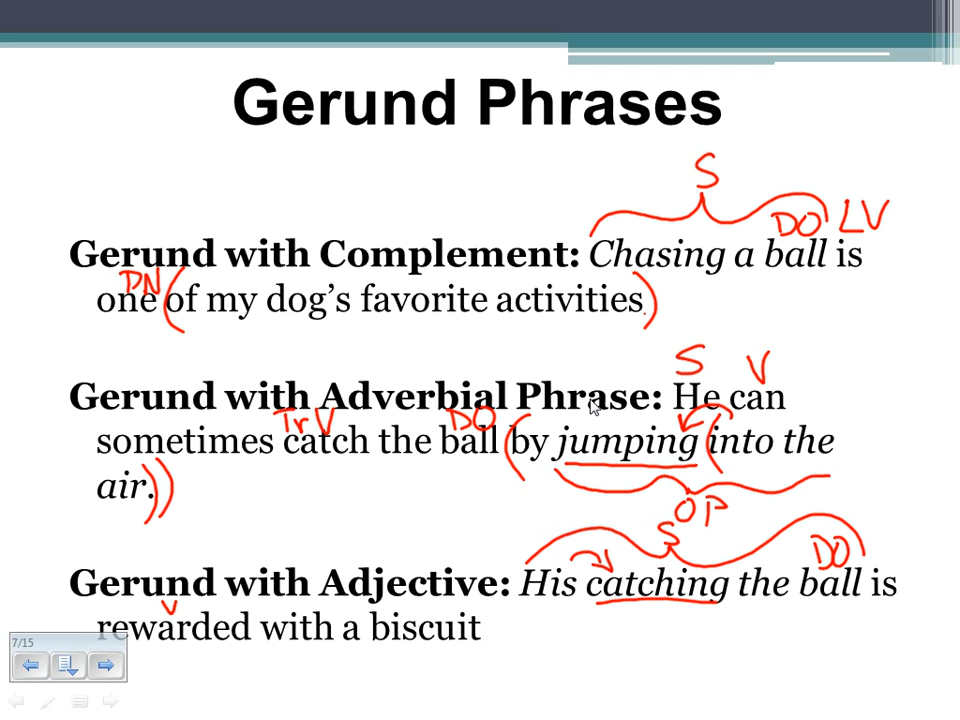 Gerund Phrases
S
DO LV
Gerund with Complement: Chasing a ball is
DN
one (of my dog's favorite activities.)
S V
Gerund with Adverbial Phrase: He can
Tr V DO
sometimes catch the ball (by jumping (into the
air.))
OP
S
DO
Gerund with Adjective: His catching the ball is
V
rewarded with a biscuit
7/15